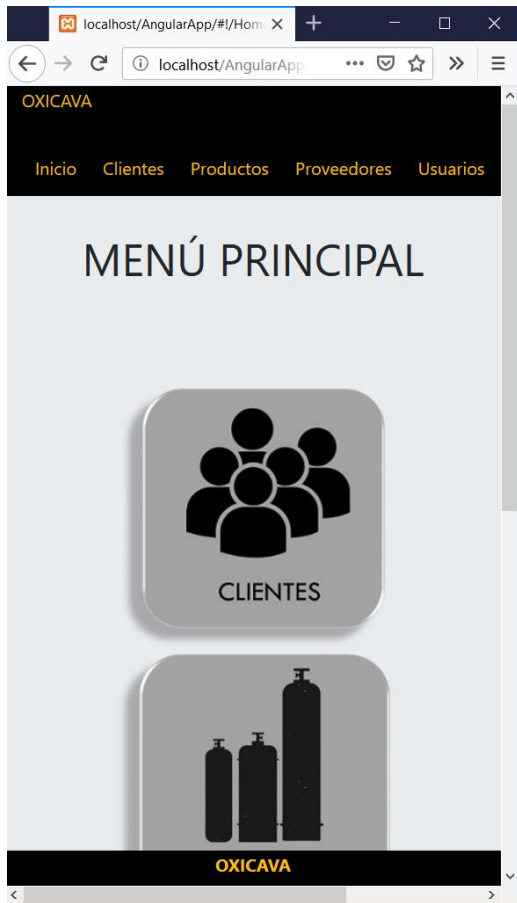 localhost/AngularApp/#!/Hom
localhost/AngularApp
OXICAVA
Inicio Clientes Productos Proveedores Usuarios
MENÚ PRINCIPAL
CLIENTES
OXICAVA